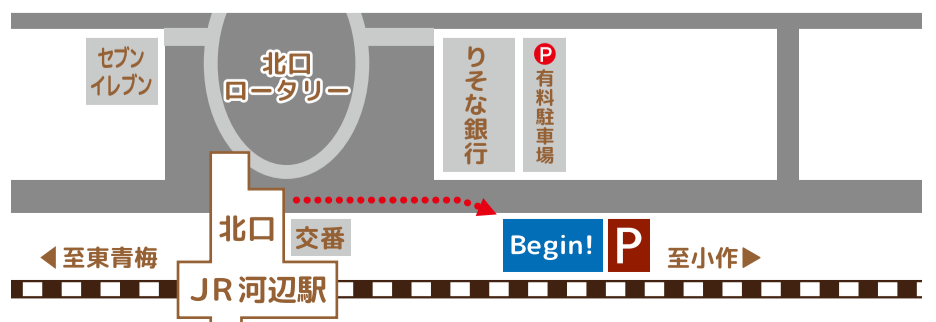 セブン
イレブン
北口
ロータリー
りそな銀行
P
有料駐車場
北口
交番
Begin!
P
◀至東青梅
至小作▶
JR河辺駅